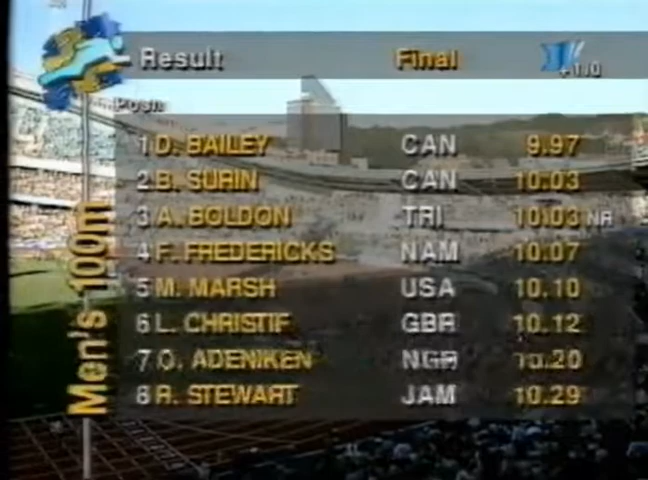 Result Final +1.0
Posn
1 D. BAILEY CAN 9.97
2 B. SURIN CAN 10.03
3 A. BOLDON TRI 10.03 NR
4 F. FREDERICKS NAM 10.07
5 M. MARSH USA 10.10
6 L. CHRISTIE GBR 10.12
7 O. ADENIKEN NGR 10.20
8 R. STEWART JAM 10.29
Men's 100m